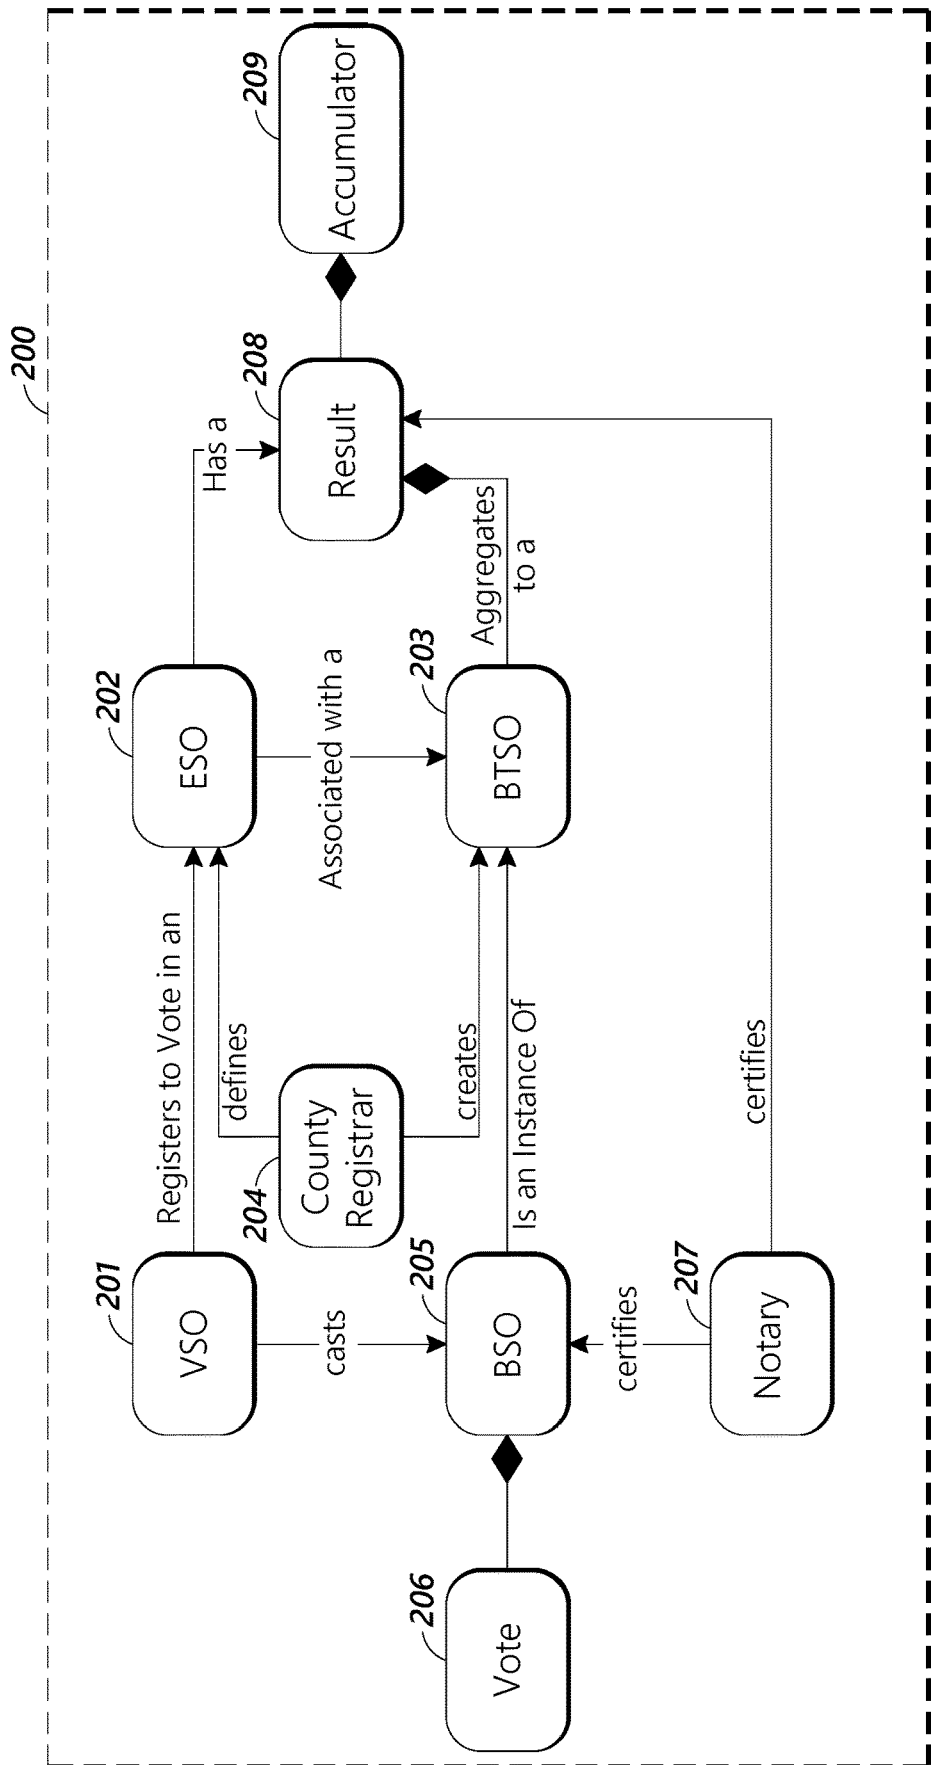 200
201
VSO
Registers to Vote in an
202
ESO
Has a
defines
204
County
Registrar
casts
Associated with a
208
Result
209
Accumulator
creates
206
Vote
205
BSO
Is an Instance Of
203
BTSO
Aggregates
to a
certifies
207
Notary
certifies